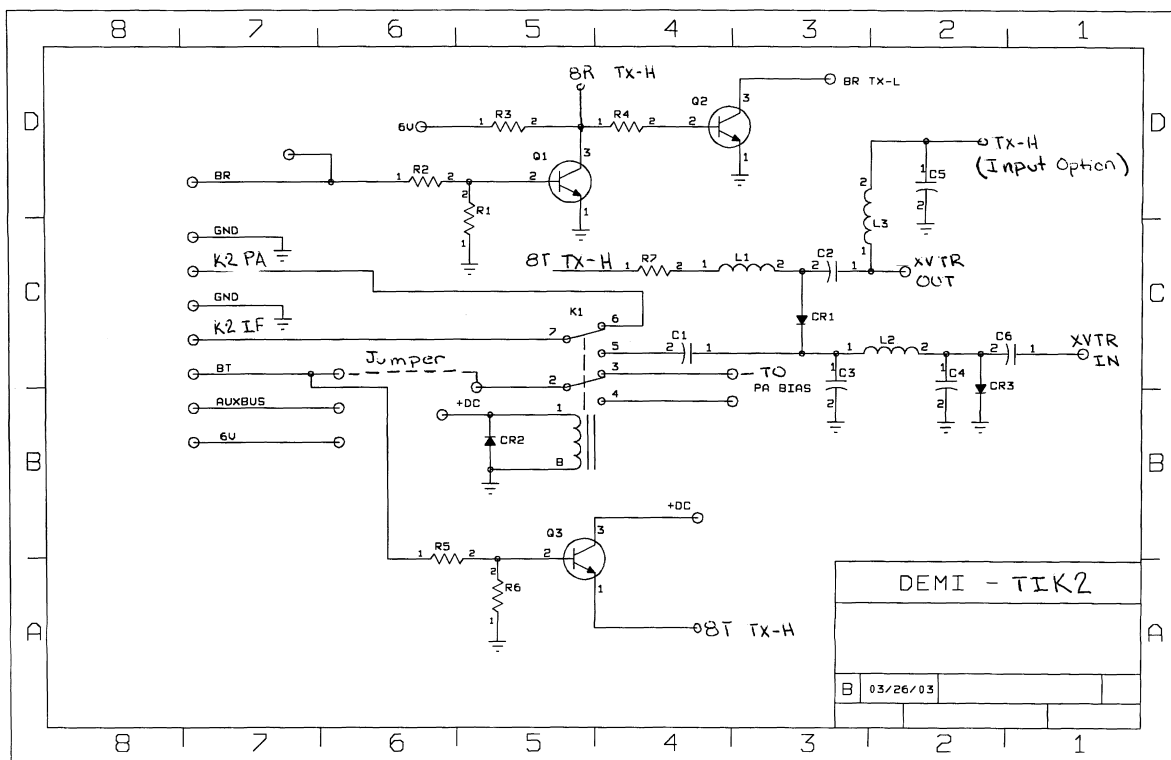 8 7 6 5 4 3 2 1
D
D
C
C
B
B
A
A
8R TX-H
8R TX-L
Q2
3
2
1
6V
1 R3 2
1 R4 2
3
Q1
2
1
8R
1 R2 2
2
R1
1
TX-H
(Input Option)
1
C5
2
2
L3
1
GND
K2 PA
GND
K2 IF
8T
AUXBUS
6V
8T TX-H
1 R7 2
1 L1 2
C2
2 1
XVTR
OUT
K1
7
6
5
2
3
4
C1
2 1
CR1
1 L2 2
C6
2 1
XVTR
IN
1
C3
2
1
C4
2
CR3
Jumper
TO
PA BIAS
+DC
CR2
1
8
+DC
Q3
3
2
1
1 R5 2
2
R6
1
8T TX-H
DEMI - TIK2
B 03/26/03
8 7 6 5 4 3 2 1